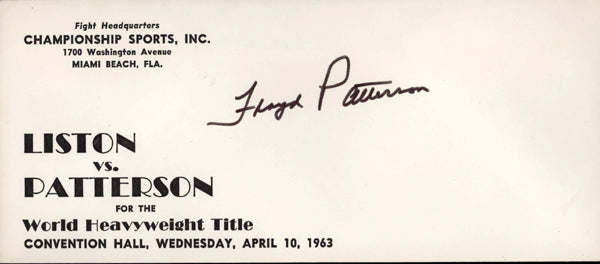 Fight Headquarters
CHAMPIONSHIP SPORTS, INC.
1700 Washington Avenue
MIAMI BEACH, FLA.
Floyd Patterson
LISTON
vs.
PATTERSON
FOR THE
World Heavyweight Title
CONVENTION HALL, WEDNESDAY, APRIL 10, 1963